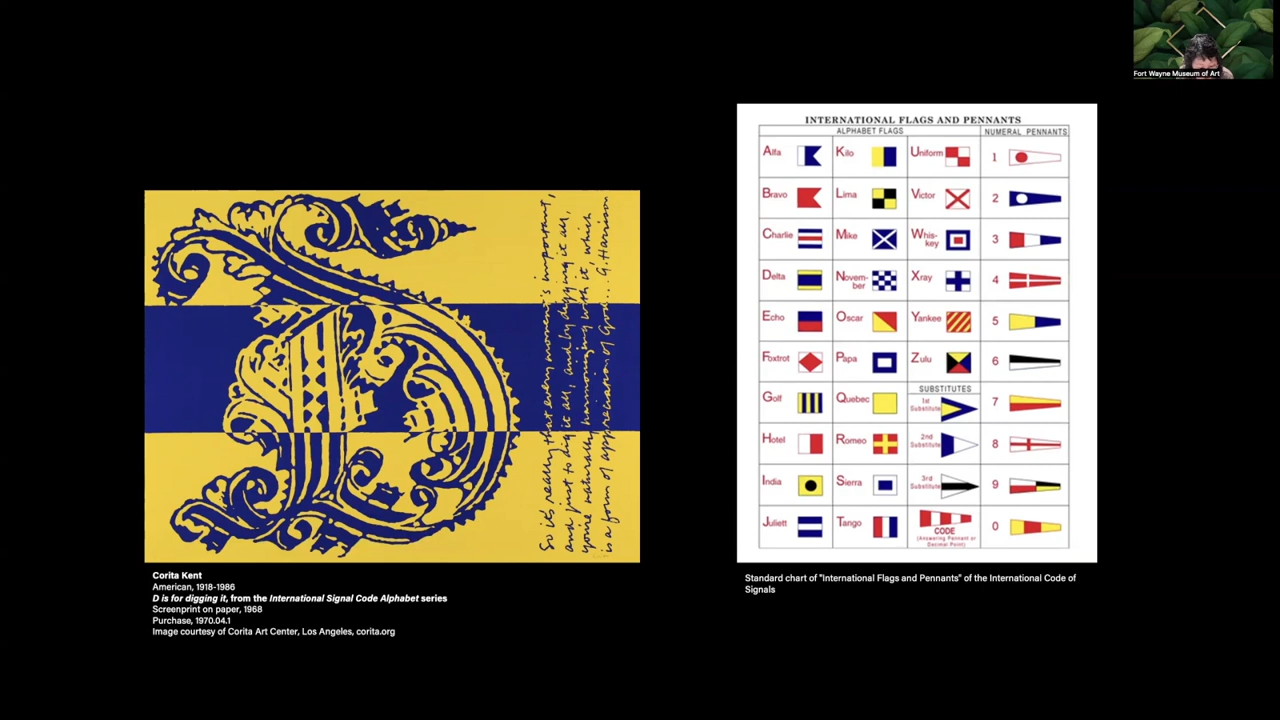 Fort Wayne Museum of Art
So it's really that every moment's important,
and just to dig it all, and by digging it all,
you're naturally harmonizing with it, which
is a form of appreciation of God... G. Harrison
Corita Kent
American, 1918-1986
D is for digging it, from the International Signal Code Alphabet series
Screenprint on paper, 1968
Purchase, 1970.04.1
Image courtesy of Corita Art Center, Los Angeles, corita.org
INTERNATIONAL FLAGS AND PENNANTS
ALPHABET FLAGS NUMERAL PENNANTS
Alfa Kilo Uniform 1
Bravo Lima Victor 2
Charlie Mike Whis-
key 3
Delta Novem-
ber Xray 4
Echo Oscar Yankee 5
Foxtrot Papa Zulu 6
SUBSTITUTES
Golf Quebec 1st
Substitute 7
Hotel Romeo 2nd
Substitute 8
India Sierra 3rd
Substitute 9
Juliett Tango CODE
(Answering Pennant or
Decimal Point) 0
Standard chart of "International Flags and Pennants" of the International Code of
Signals